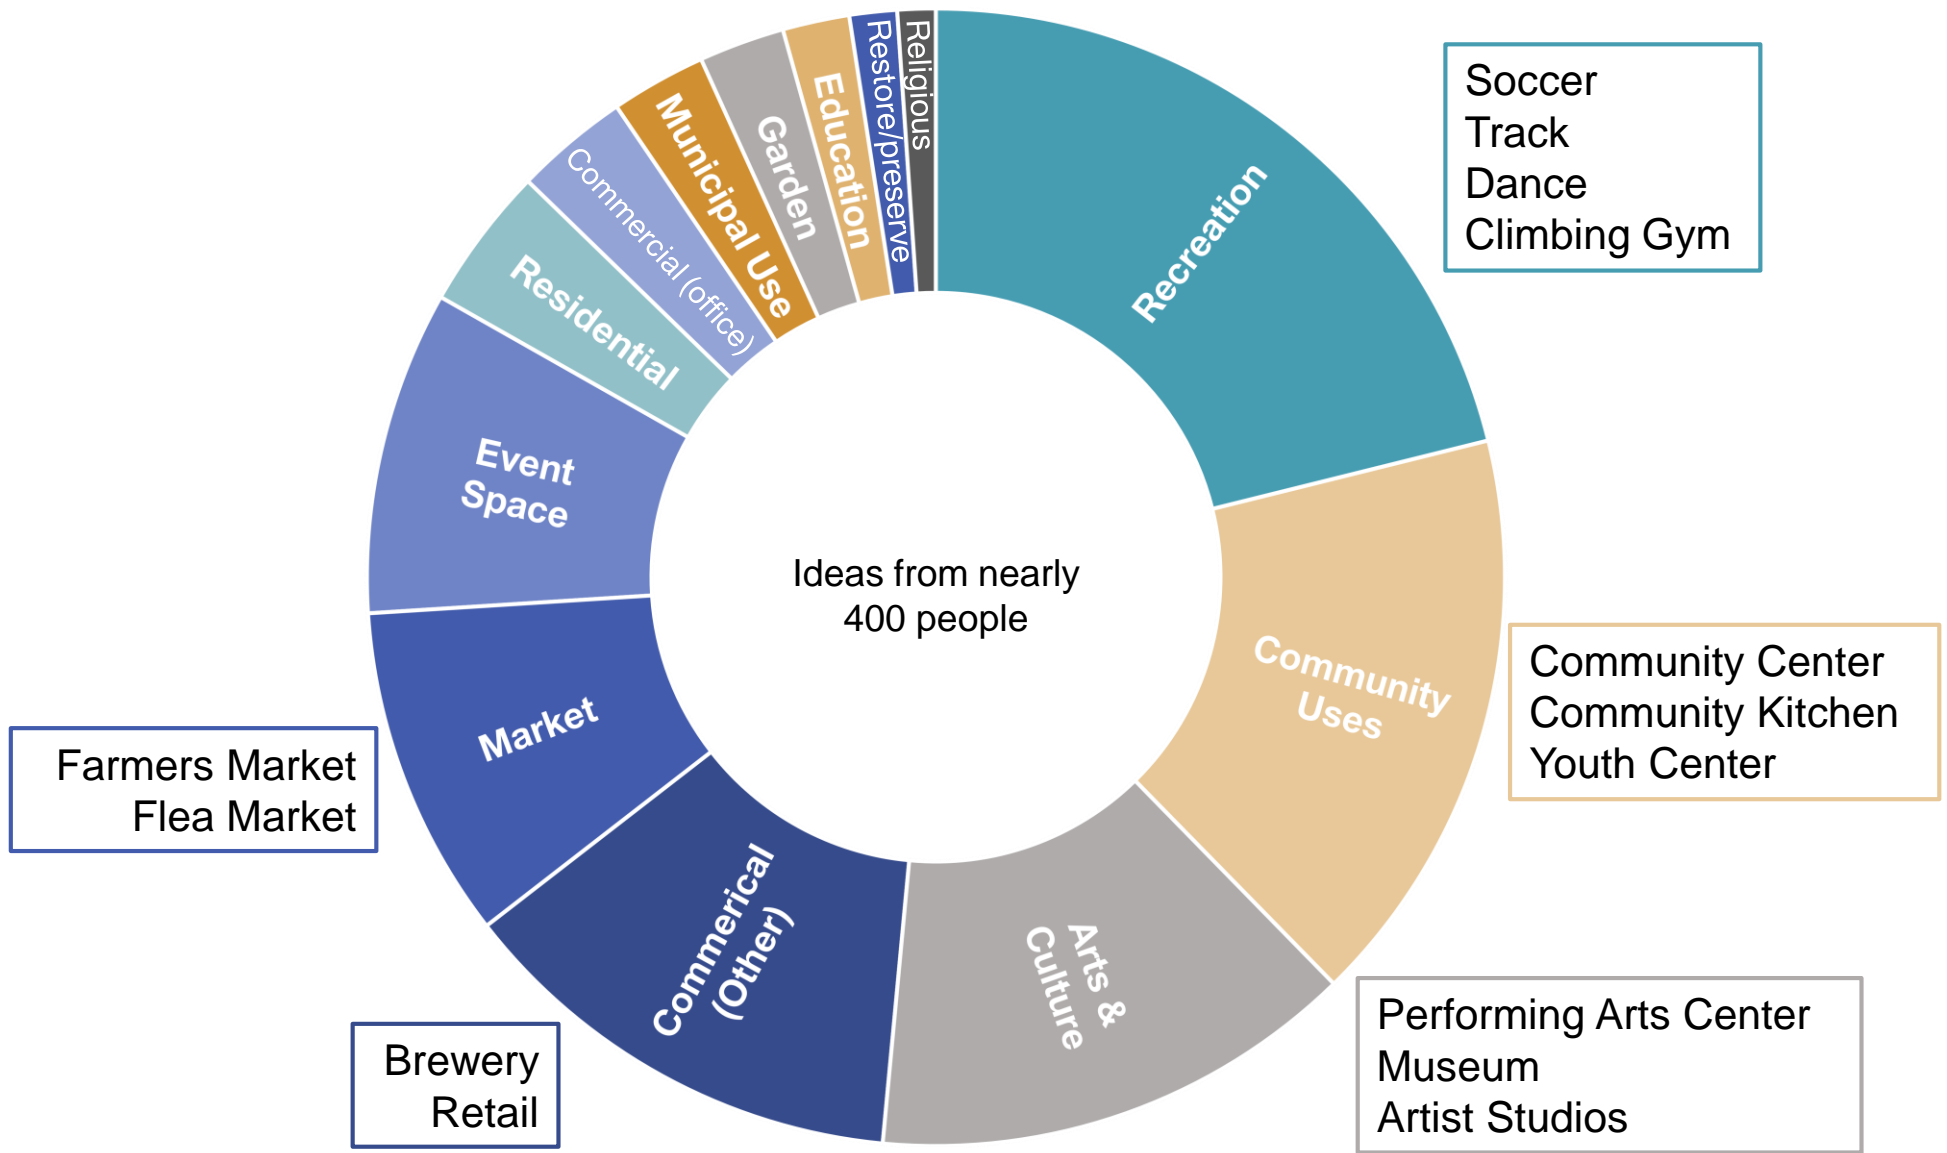 Recreation
Soccer
Track
Dance
Climbing Gym
Community
Uses
Community Center
Community Kitchen
Youth Center
Arts &
Culture
Performing Arts Center
Museum
Artist Studios
Commerical
(Other)
Brewery
Retail
Market
Farmers Market
Flea Market
Event
Space
Residential
Commercial (office)
Municipal Use
Garden
Education
Restore/preserve
Religious
Ideas from nearly
400 people